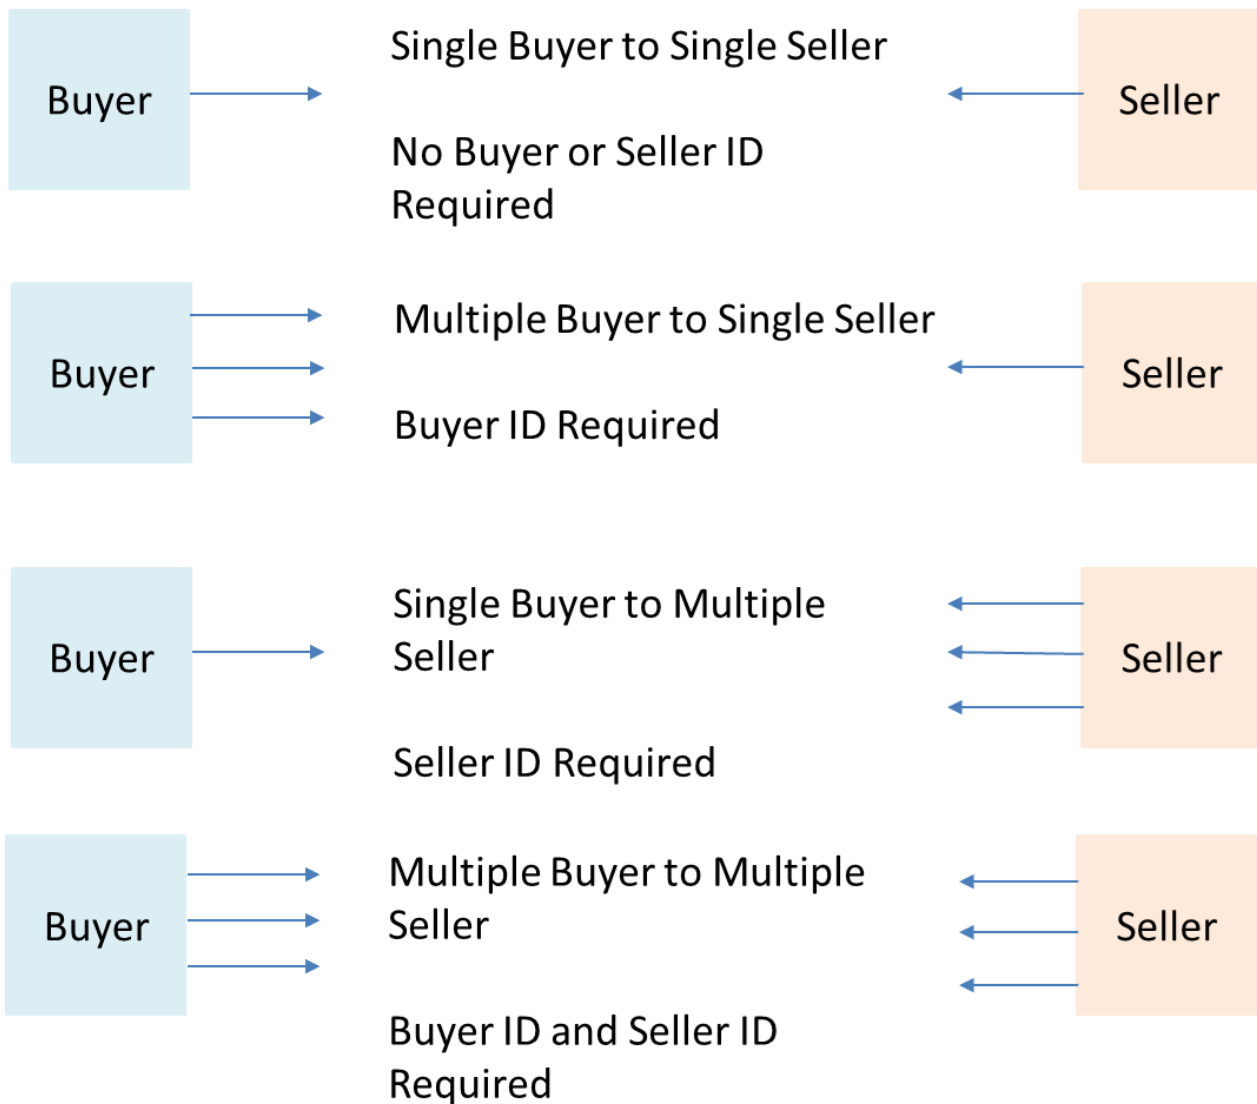 Buyer
Single Buyer to Single Seller
No Buyer or Seller ID
Required
Seller
Buyer
Multiple Buyer to Single Seller
Buyer ID Required
Seller
Buyer
Single Buyer to Multiple
Seller
Seller ID Required
Seller
Buyer
Multiple Buyer to Multiple
Seller
Buyer ID and Seller ID
Required
Seller